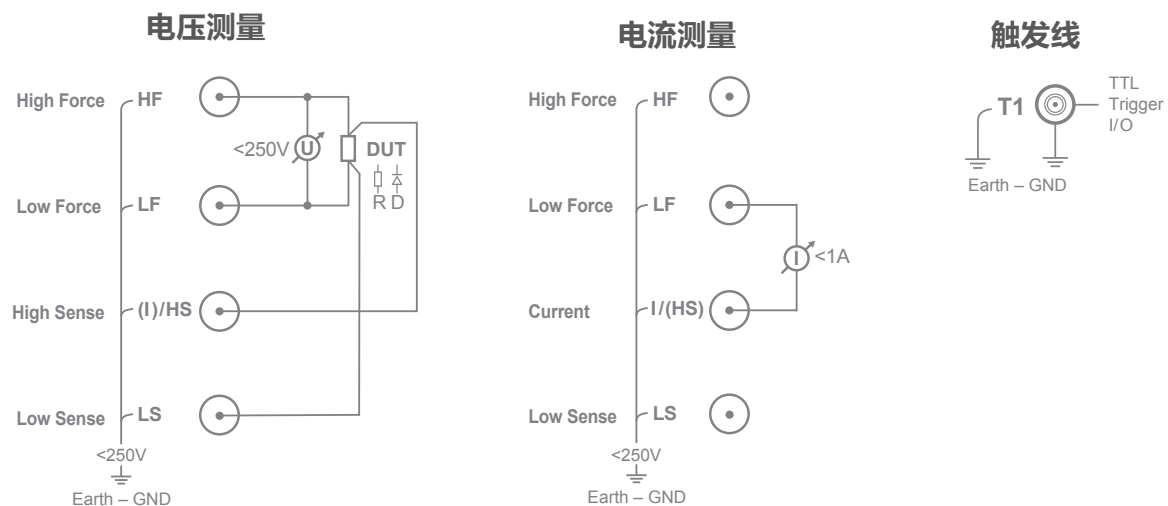 电压测量
High Force HF
<250V U DUT
R D
Low Force LF
High Sense (I)/HS
Low Sense LS
<250V
Earth – GND
电流测量
High Force HF
Low Force LF
I <1A
Current I/(HS)
Low Sense LS
<250V
Earth – GND
触发线
T1
TTL
Trigger
I/O
Earth – GND